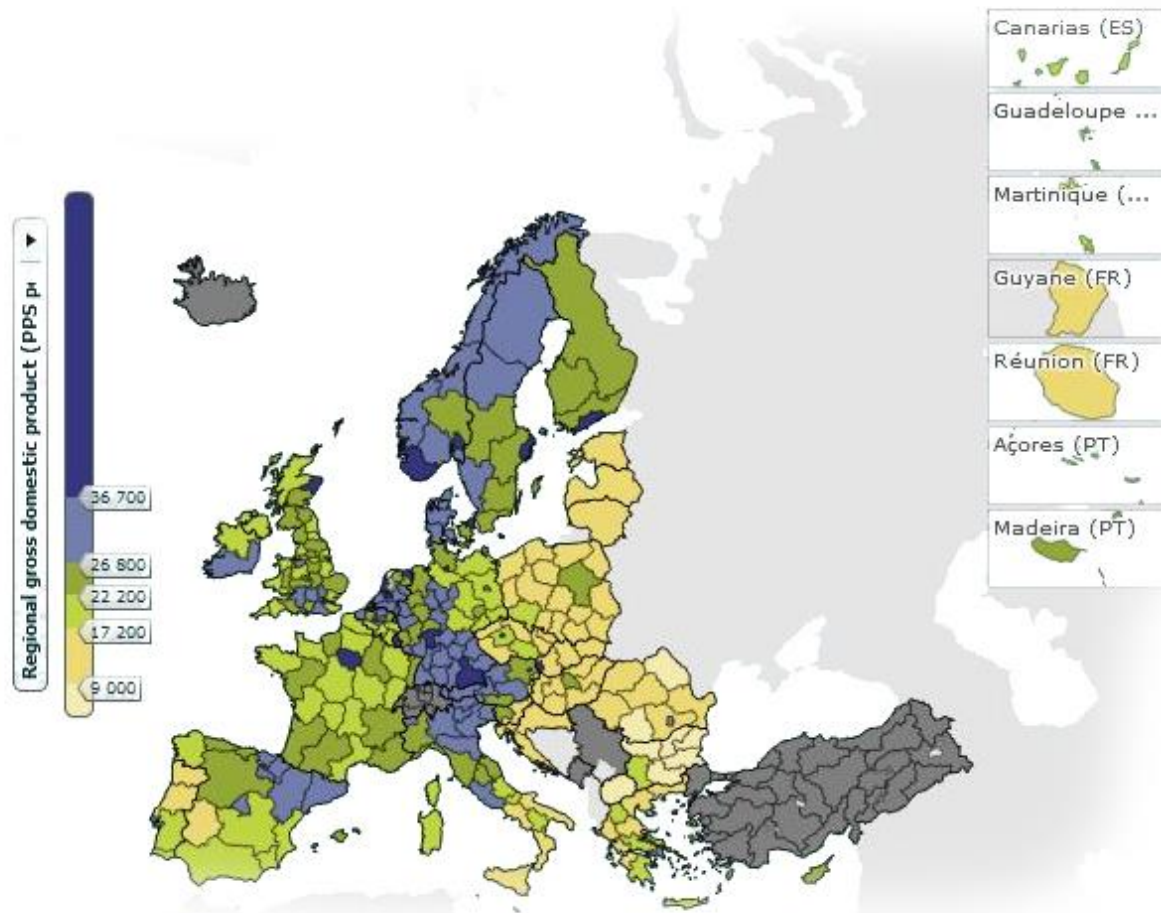 Regional gross domestic product (PPS p
36 700
26 800
22 200
17 200
9 000
Canarias (ES)
Guadeloupe ...
Martinique (...
Guyane (FR)
Réunion (FR)
Açores (PT)
Madeira (PT)